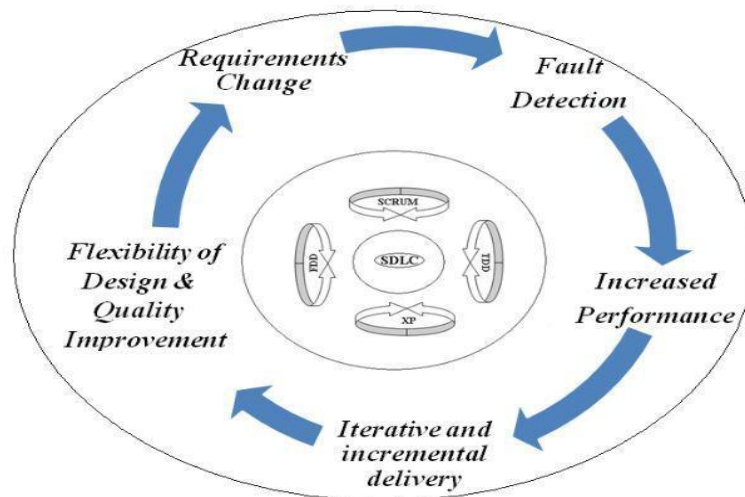 Requirements
Change
Fault
Detection
Increased
Performance
Iterative and
incremental
delivery
Flexibility of
Design &
Quality
Improvement
SCRUM
TDD
XP
FDD
SDLC